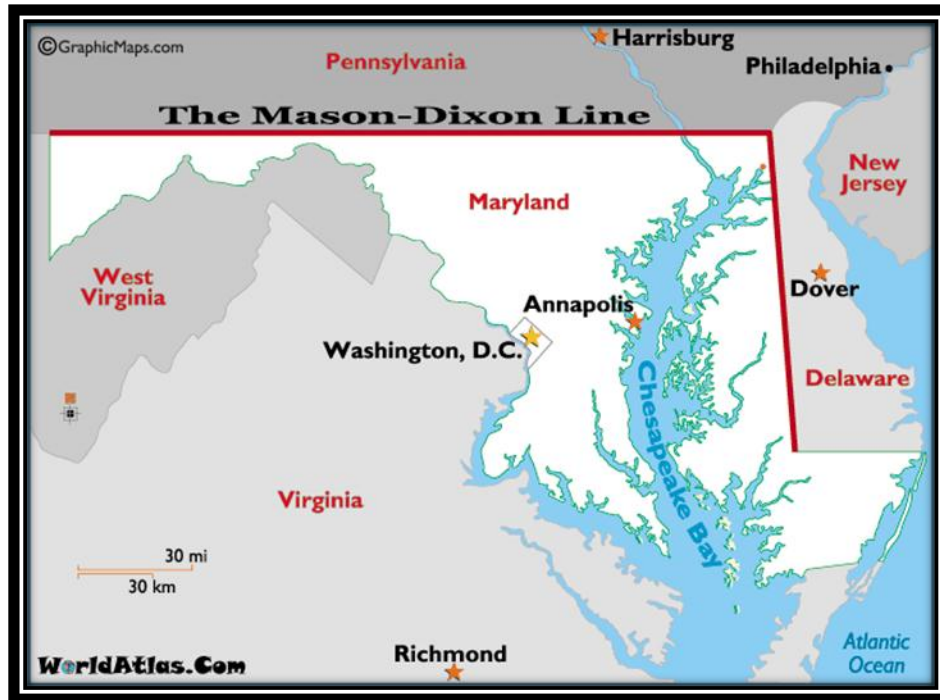 ©GraphicMaps.com
Harrisburg
Pennsylvania
Philadelphia
The Mason-Dixon Line
New
Jersey
Maryland
West
Virginia
Annapolis
Dover
Washington, D.C.
Delaware
Chesapeake Bay
Virginia
30 mi
30 km
Richmond
Atlantic
Ocean
WorldAtlas.Com